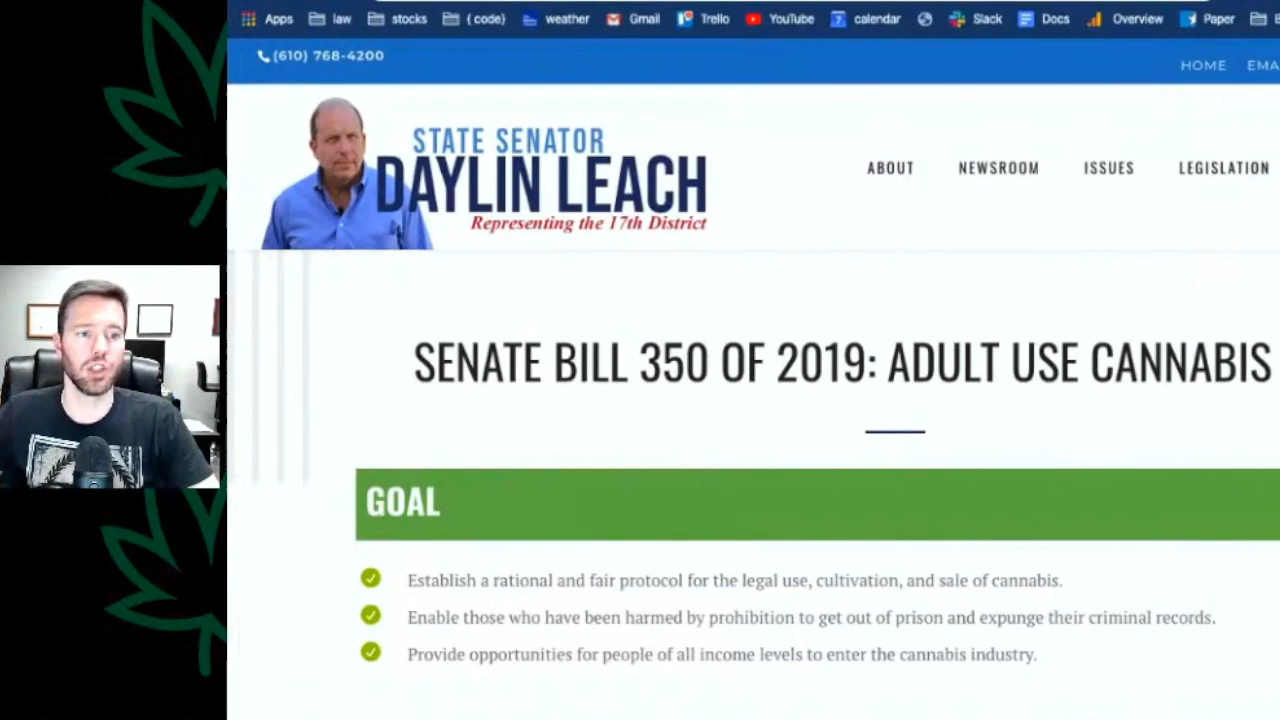 Apps law stocks { code} weather Gmail Trello YouTube calendar Slack Docs Overview Paper
(610) 768-4200
HOME EMA
STATE SENATOR
DAYLIN LEACH
Representing the 17th District
ABOUT NEWSROOM ISSUES LEGISLATION
SENATE BILL 350 OF 2019: ADULT USE CANNABIS
GOAL
Establish a rational and fair protocol for the legal use, cultivation, and sale of cannabis.
Enable those who have been harmed by prohibition to get out of prison and expunge their criminal records.
Provide opportunities for people of all income levels to enter the cannabis industry.